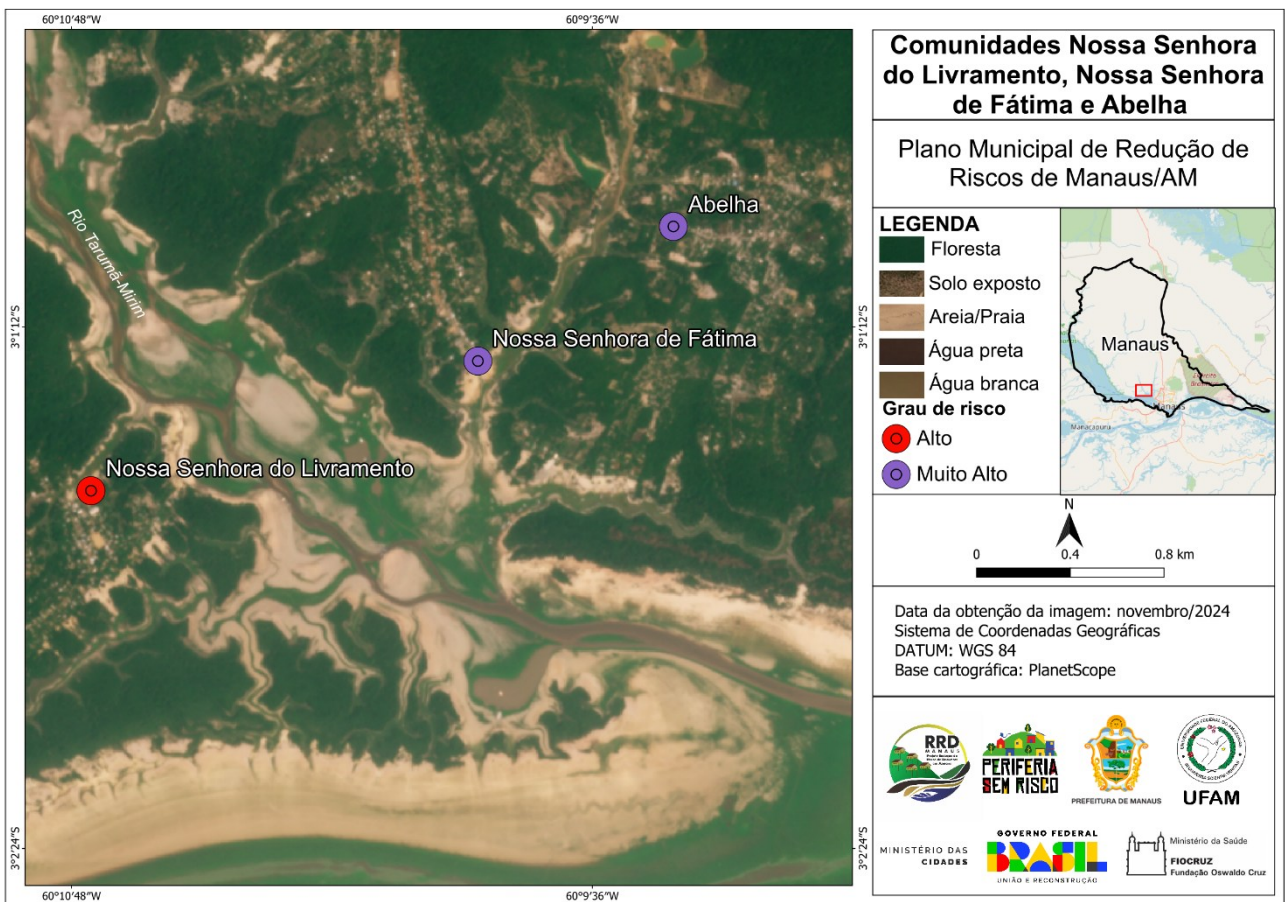 60°10'48"W
60°9'36"W
Rio Tarumã-Mirim
Abelha
Nossa Senhora de Fátima
Nossa Senhora do Livramento
3°1'12"S
3°1'12"S
3°2'24"S
3°2'24"S
60°10'48"W
60°9'36"W
Comunidades Nossa Senhora
do Livramento, Nossa Senhora
de Fátima e Abelha
Plano Municipal de Redução de
Riscos de Manaus/AM
LEGENDA
Floresta
Solo exposto
Areia/Praia
Água preta
Água branca
Grau de risco
Alto
Muito Alto
Manaus
Manaus
Manacapuru
N
0 0.4 0.8 km
Data da obtenção da imagem: novembro/2024
Sistema de Coordenadas Geográficas
DATUM: WGS 84
Base cartográfica: PlanetScope
RRD
MANAUS
PERIFERIA
SEM RISCO
PREFEITURA DE MANAUS
UFAM
MINISTÉRIO DAS
CIDADES
GOVERNO FEDERAL
BRASIL
UNIÃO E RECONSTRUÇÃO
Ministério da Saúde
FIOCRUZ
Fundação Oswaldo Cruz